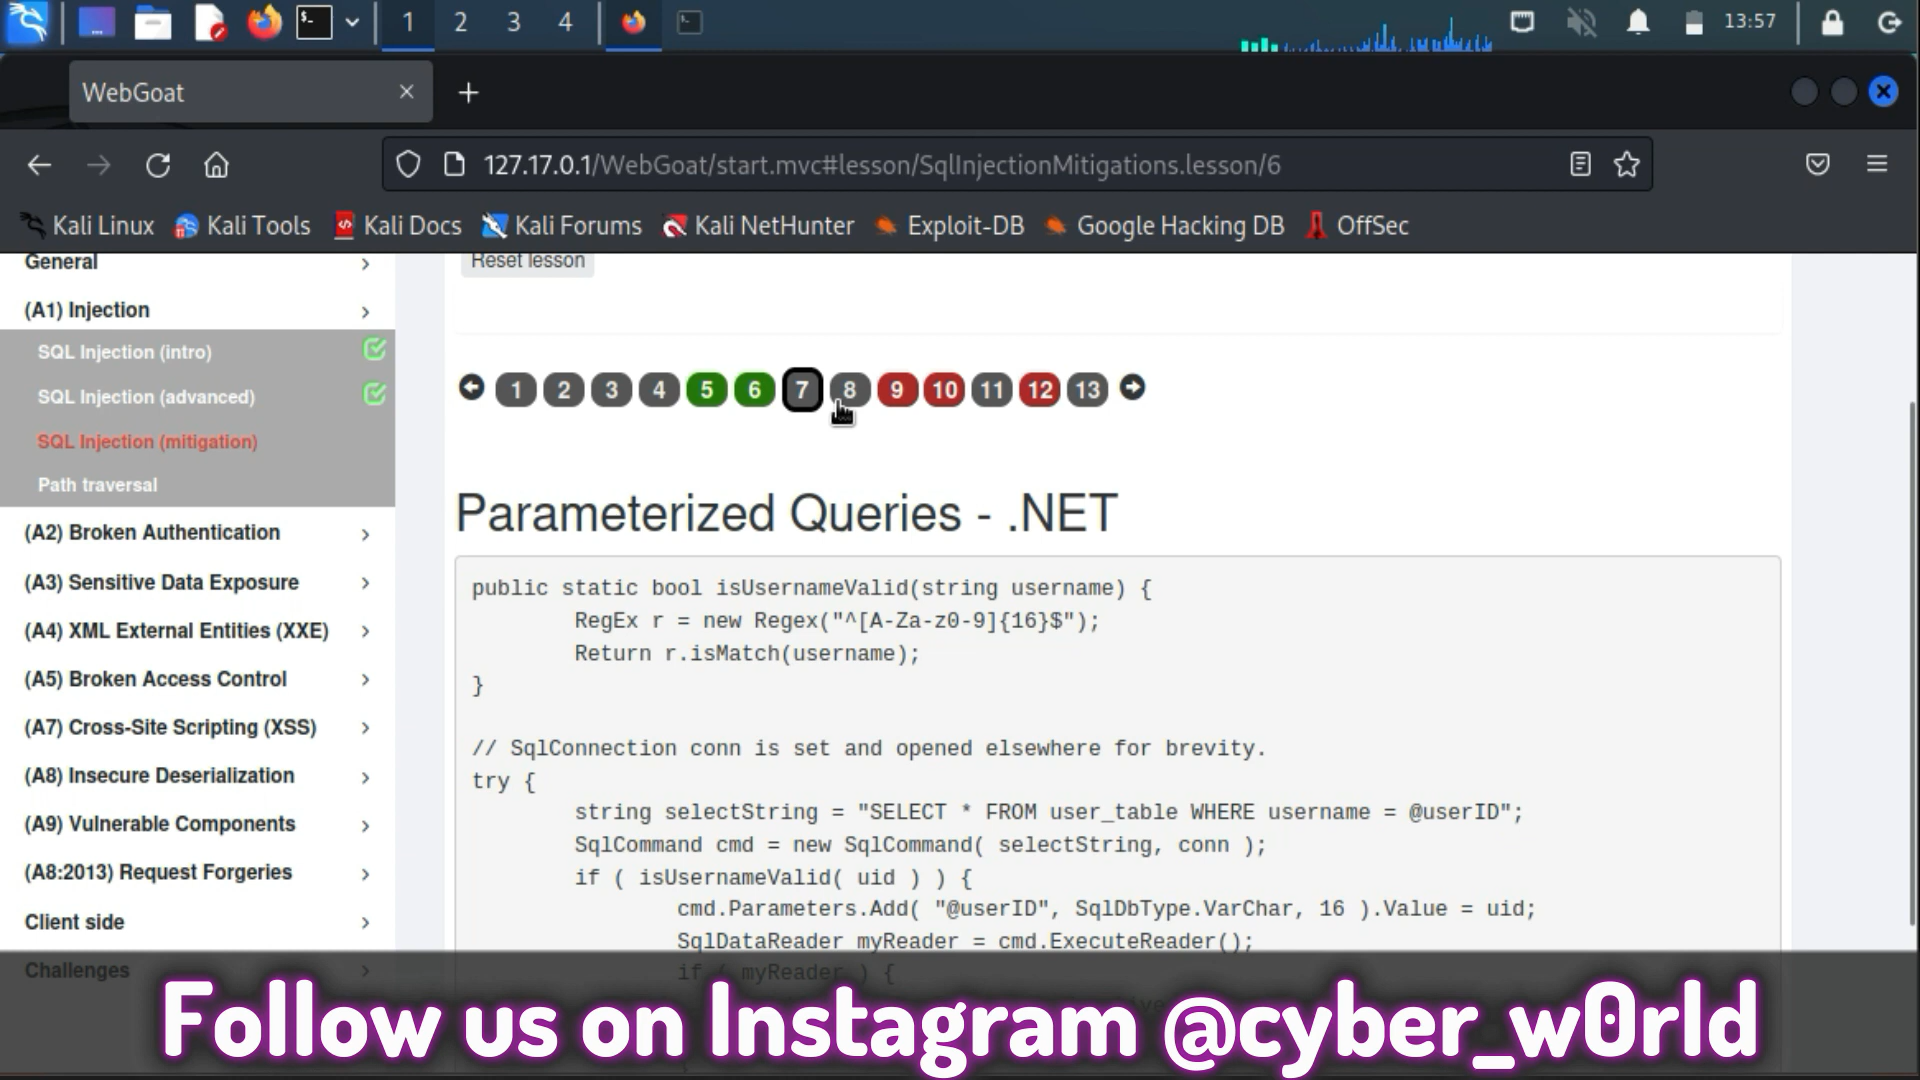 1 2 3 4 13:57
WebGoat
127.17.0.1/WebGoat/start.mvc#lesson/SqlInjectionMitigations.lesson/6
Kali Linux Kali Tools Kali Docs Kali Forums Kali NetHunter Exploit-DB Google Hacking DB OffSec
General
(A1) Injection
SQL Injection (intro)
SQL Injection (advanced)
SQL Injection (mitigation)
Path traversal
(A2) Broken Authentication
(A3) Sensitive Data Exposure
(A4) XML External Entities (XXE)
(A5) Broken Access Control
(A7) Cross-Site Scripting (XSS)
(A8) Insecure Deserialization
(A9) Vulnerable Components
(A8:2013) Request Forgeries
Client side
Challenges
Reset lesson
1 2 3 4 5 6 7 8 9 10 11 12 13
Parameterized Queries - .NET
public static bool isUsernameValid(string username) {
RegEx r = new Regex("^[A-Za-z0-9]{16}$");
Return r.isMatch(username);
}
// SqlConnection conn is set and opened elsewhere for brevity.
try {
string selectString = "SELECT * FROM user_table WHERE username = @userID";
SqlCommand cmd = new SqlCommand( selectString, conn );
if ( isUsernameValid( uid ) ) {
cmd.Parameters.Add( "@userID", SqlDbType.VarChar, 16 ).Value = uid;
SqlDataReader myReader = cmd.ExecuteReader();
if ( myReader ) {
Follow us on Instagram @cyber_w0rld